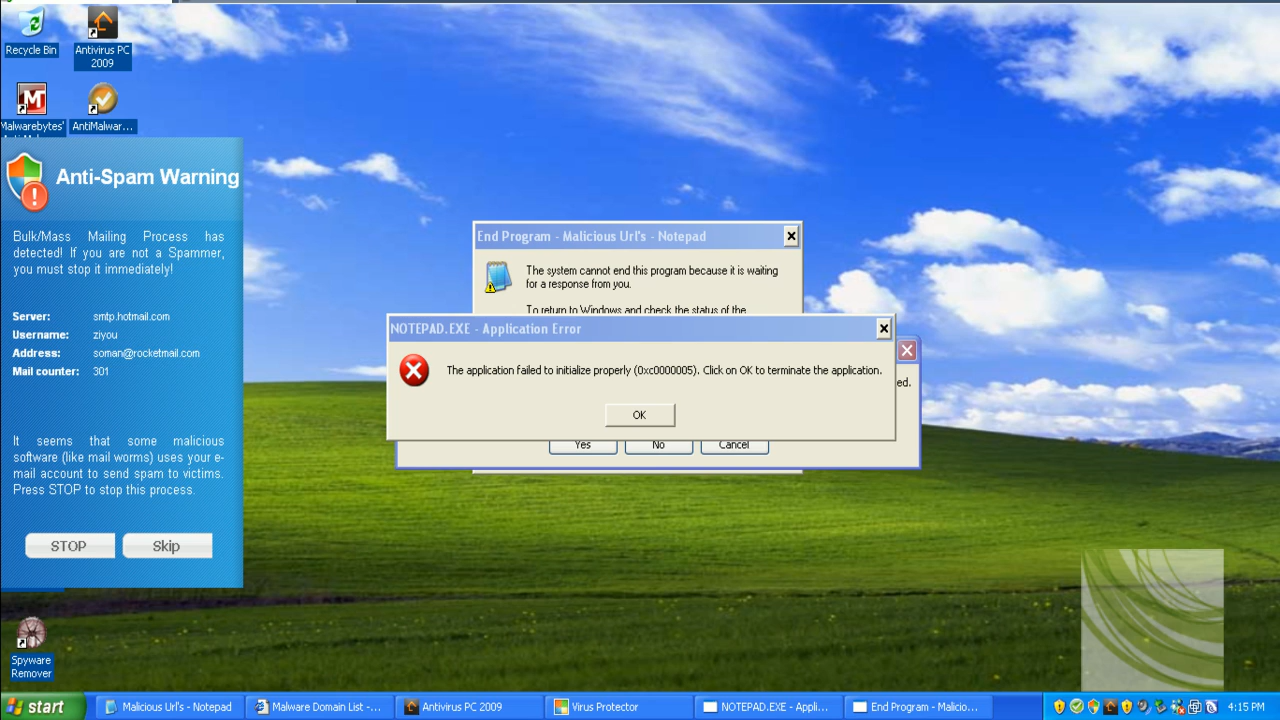 Recycle Bin
Antivirus PC
2009
Malwarebytes'
AntiMalwar...
Anti-Spam Warning
Bulk/Mass Mailing Process has
detected! If you are not a Spammer,
you must stop it immediately!
Server: smtp.hotmail.com
Username: ziyou
Address: soman@rocketmail.com
Mail counter: 301
It seems that some malicious
software (like mail worms) uses your e-
mail account to send spam to victims.
Press STOP to stop this process.
STOP Skip
End Program - Malicious Url's - Notepad
The system cannot end this program because it is waiting
for a response from you.
To return to Windows and check the status of the
NOTEPAD.EXE - Application Error
The application failed to initialize properly (0xc0000005). Click on OK to terminate the application.
OK
ed.
Yes No Cancel
Spyware
Remover
start
Malicious Url's - Notepad
Malware Domain List -...
Antivirus PC 2009
Virus Protector
NOTEPAD.EXE - Appli...
End Program - Malicio...
4:15 PM